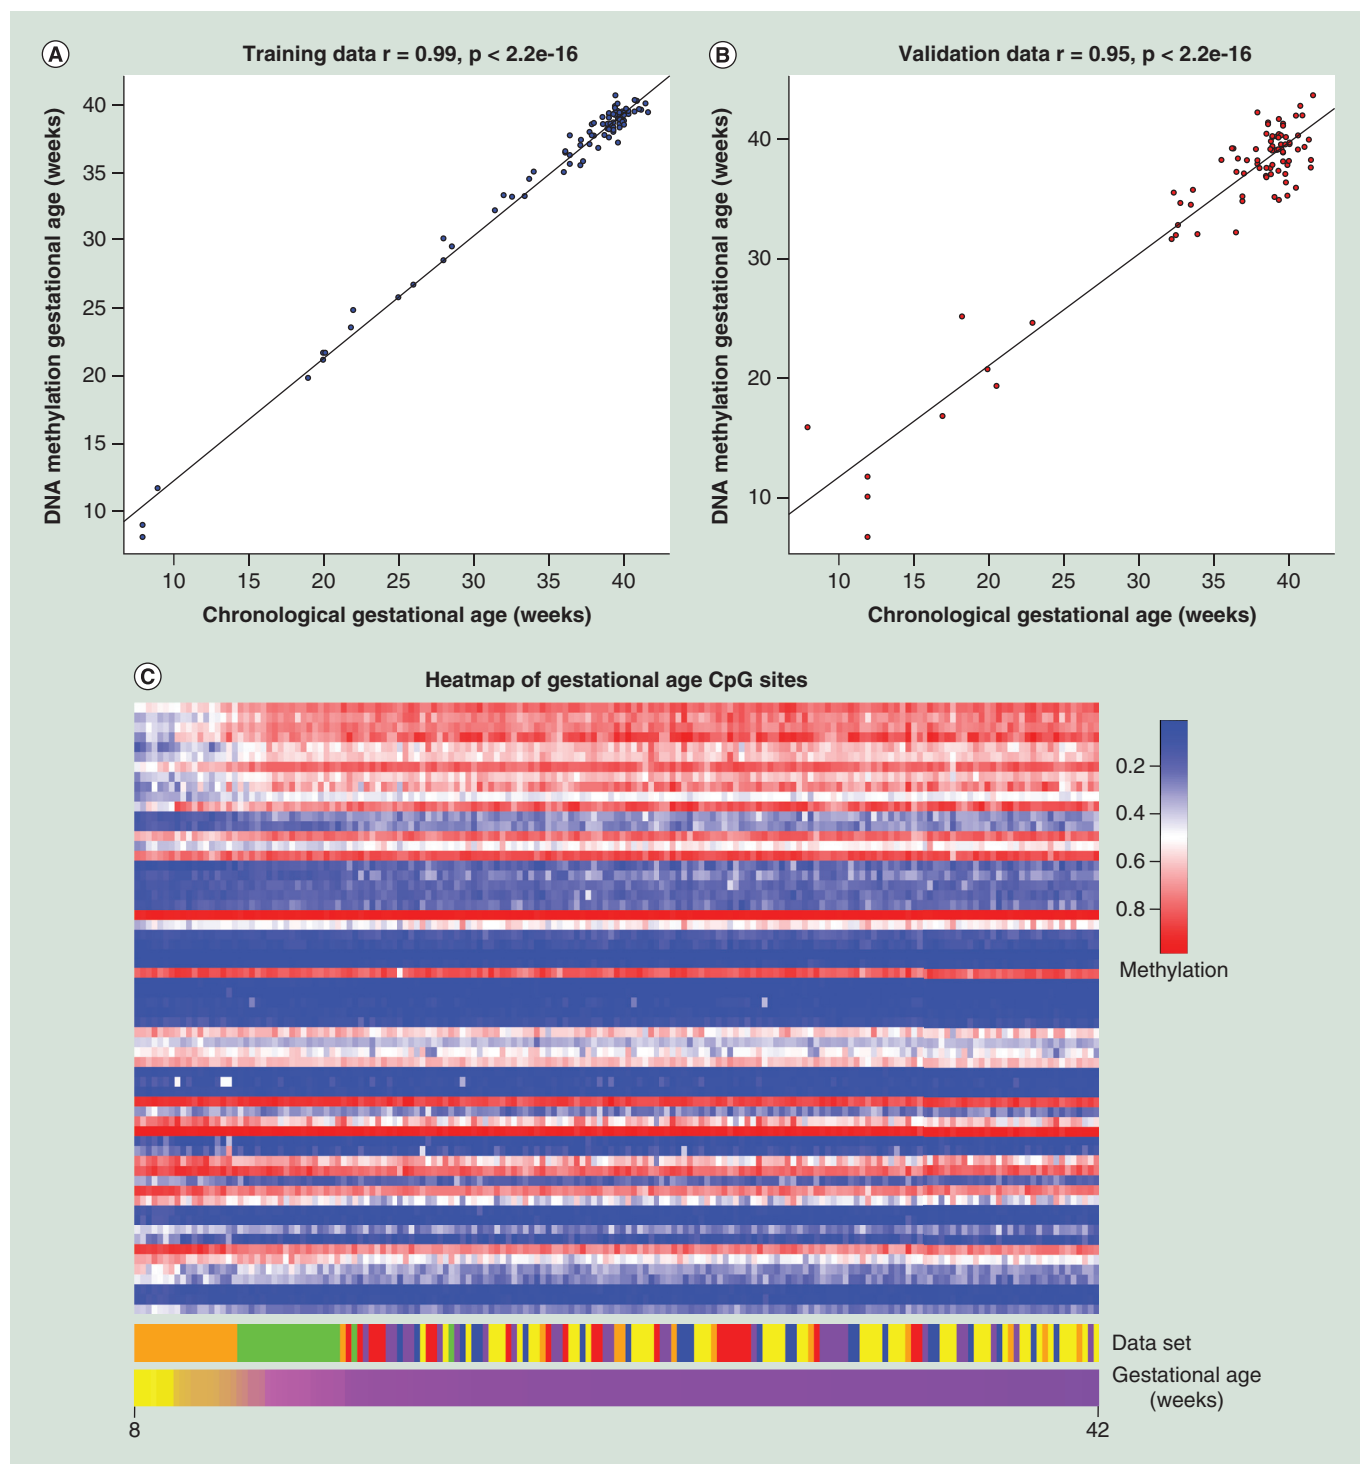 A
Training data r = 0.99, p < 2.2e-16
DNA methylation gestational age (weeks)
40
35
30
25
20
15
10
10 15 20 25 30 35 40
Chronological gestational age (weeks)
B
Validation data r = 0.95, p < 2.2e-16
DNA methylation gestational age (weeks)
40
30
20
10
10 15 20 25 30 35 40
Chronological gestational age (weeks)
C
Heatmap of gestational age CpG sites
0.2
0.4
0.6
0.8
Methylation
Data set
Gestational age
(weeks)
8 42